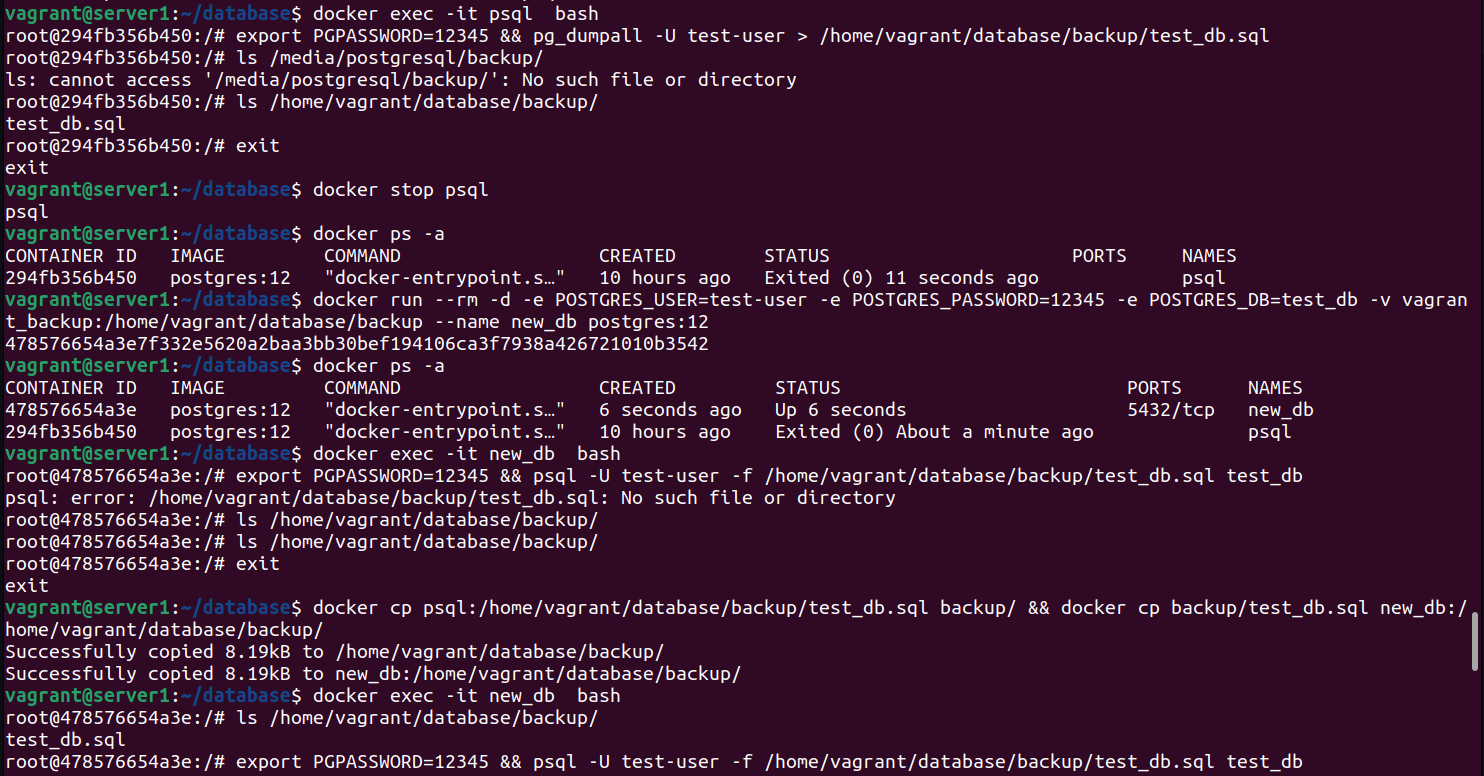 vagrant@server1:~/database$ docker exec -it psql  bash
root@294fb356b450:/# export PGPASSWORD=12345 && pg_dumpall -U test-user > /home/vagrant/database/backup/test_db.sql
root@294fb356b450:/# ls /media/postgresql/backup/
ls: cannot access '/media/postgresql/backup/': No such file or directory
root@294fb356b450:/# ls /home/vagrant/database/backup/
test_db.sql
root@294fb356b450:/# exit
exit
vagrant@server1:~/database$ docker stop psql
psql
vagrant@server1:~/database$ docker ps -a
CONTAINER ID   IMAGE         COMMAND                  CREATED        STATUS                      PORTS     NAMES
294fb356b450   postgres:12   "docker-entrypoint.s…"   10 hours ago   Exited (0) 11 seconds ago             psql
vagrant@server1:~/database$ docker run --rm -d -e POSTGRES_USER=test-user -e POSTGRES_PASSWORD=12345 -e POSTGRES_DB=test_db -v vagran
t_backup:/home/vagrant/database/backup --name new_db postgres:12
478576654a3e7f332e5620a2baa3bb30bef194106ca3f7938a426721010b3542
vagrant@server1:~/database$ docker ps -a
CONTAINER ID   IMAGE         COMMAND                  CREATED         STATUS                          PORTS      NAMES
478576654a3e   postgres:12   "docker-entrypoint.s…"   6 seconds ago   Up 6 seconds                    5432/tcp   new_db
294fb356b450   postgres:12   "docker-entrypoint.s…"   10 hours ago    Exited (0) About a minute ago              psql
vagrant@server1:~/database$ docker exec -it new_db  bash
root@478576654a3e:/# export PGPASSWORD=12345 && psql -U test-user -f /home/vagrant/database/backup/test_db.sql test_db
psql: error: /home/vagrant/database/backup/test_db.sql: No such file or directory
root@478576654a3e:/# ls /home/vagrant/database/backup/
root@478576654a3e:/# ls /home/vagrant/database/backup/
root@478576654a3e:/# exit
exit
vagrant@server1:~/database$ docker cp psql:/home/vagrant/database/backup/test_db.sql backup/ && docker cp backup/test_db.sql new_db:/
home/vagrant/database/backup/
Successfully copied 8.19kB to /home/vagrant/database/backup/
Successfully copied 8.19kB to new_db:/home/vagrant/database/backup/
vagrant@server1:~/database$ docker exec -it new_db  bash
root@478576654a3e:/# ls /home/vagrant/database/backup/
test_db.sql
root@478576654a3e:/# export PGPASSWORD=12345 && psql -U test-user -f /home/vagrant/database/backup/test_db.sql test_db